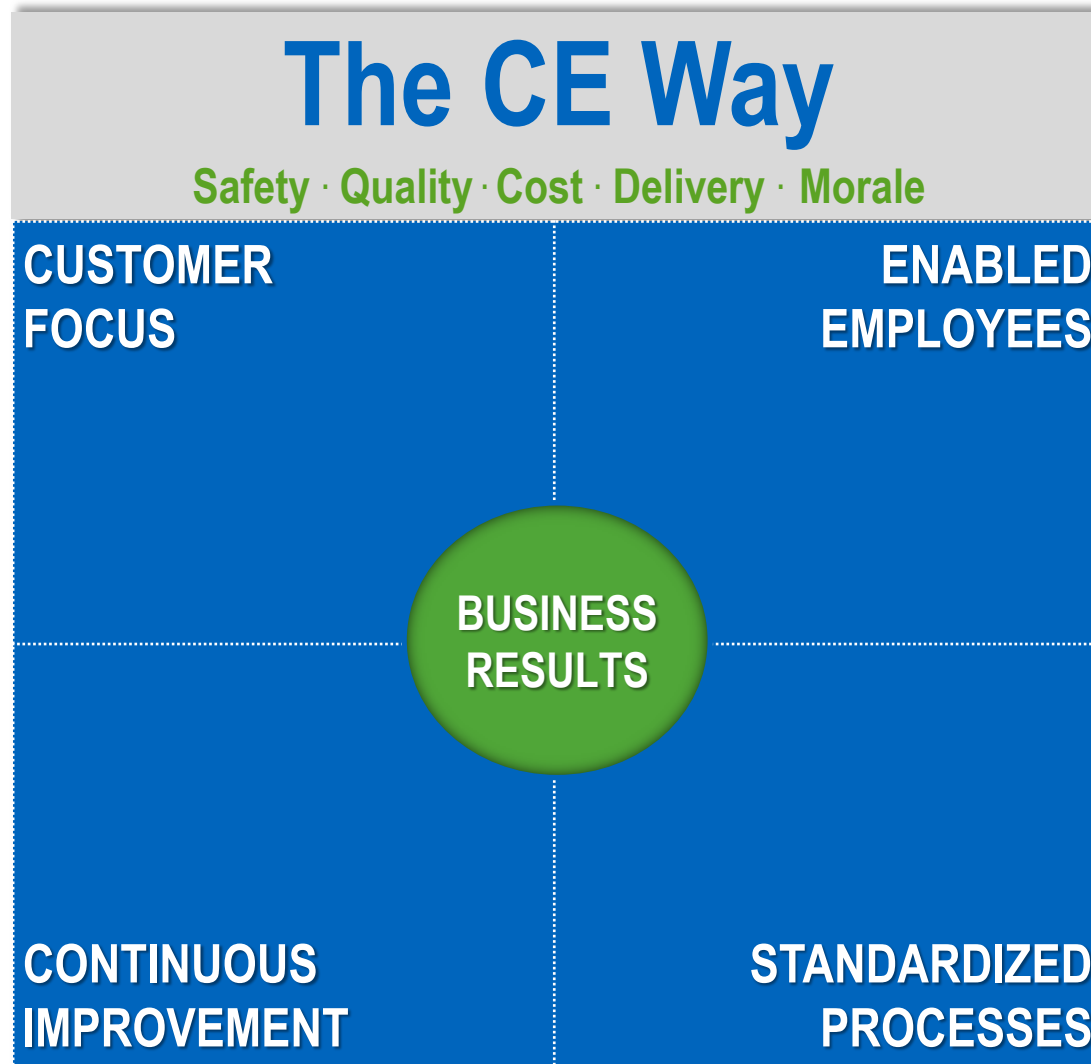 The CE Way
Safety · Quality · Cost · Delivery · Morale
CUSTOMER
FOCUS
ENABLED
EMPLOYEES
BUSINESS
RESULTS
CONTINUOUS
IMPROVEMENT
STANDARDIZED
PROCESSES